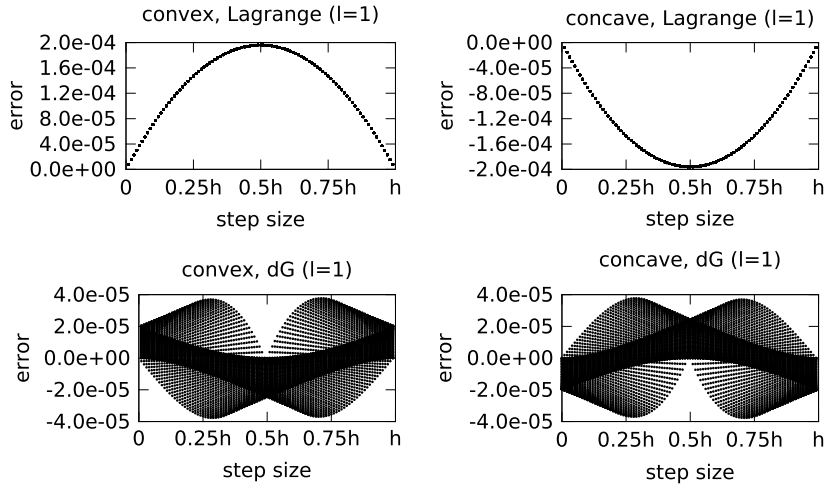 convex, Lagrange (l=1)
2.0e-04
1.6e-04
1.2e-04
8.0e-05
4.0e-05
0.0e+00
error
0 0.25h 0.5h 0.75h h
step size
concave, Lagrange (l=1)
0.0e+00
-4.0e-05
-8.0e-05
-1.2e-04
-1.6e-04
-2.0e-04
error
0 0.25h 0.5h 0.75h h
step size
convex, dG (l=1)
4.0e-05
2.0e-05
0.0e+00
-2.0e-05
-4.0e-05
error
0 0.25h 0.5h 0.75h h
step size
concave, dG (l=1)
4.0e-05
2.0e-05
0.0e+00
-2.0e-05
-4.0e-05
error
0 0.25h 0.5h 0.75h h
step size